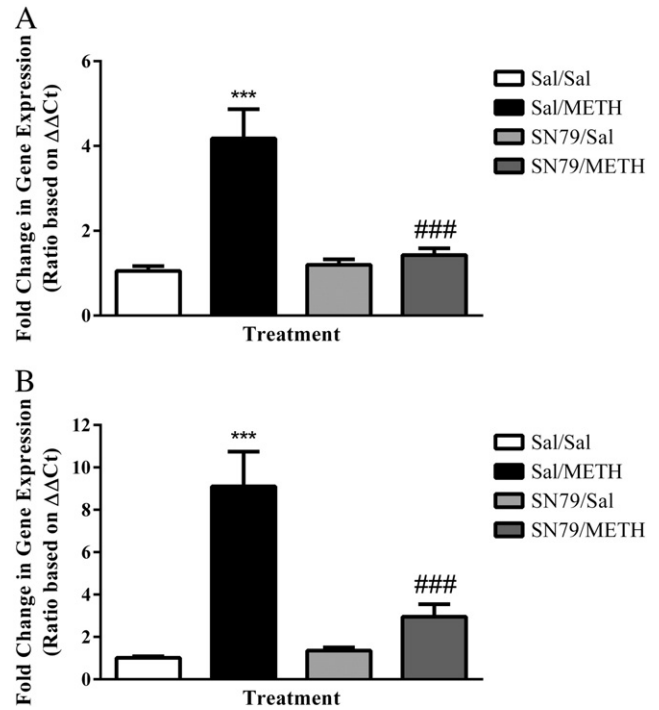 A
Fold Change in Gene Expression
(Ratio based on ΔΔCt)
6
4
2
0
***
###
Treatment
Sal/Sal
Sal/METH
SN79/Sal
SN79/METH
B
Fold Change in Gene Expression
(Ratio based on ΔΔCt)
12
10
8
6
4
2
0
***
###
Treatment
Sal/Sal
Sal/METH
SN79/Sal
SN79/METH